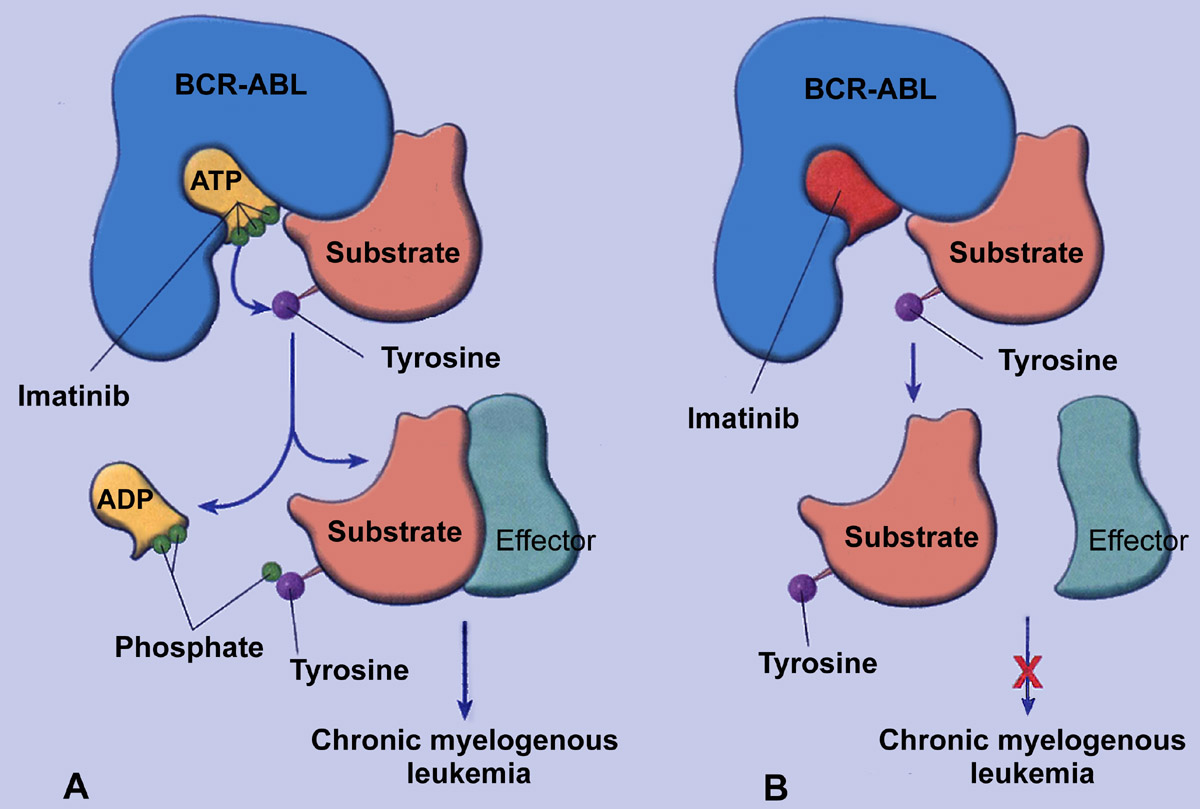 BCR-ABL
ATP
Substrate
Tyrosine
Imatinib
ADP
Substrate
Effector
Phosphate
Tyrosine
Chronic myelogenous
leukemia
A
BCR-ABL
Substrate
Tyrosine
Imatinib
Substrate
Effector
Tyrosine
X
Chronic myelogenous
leukemia
B